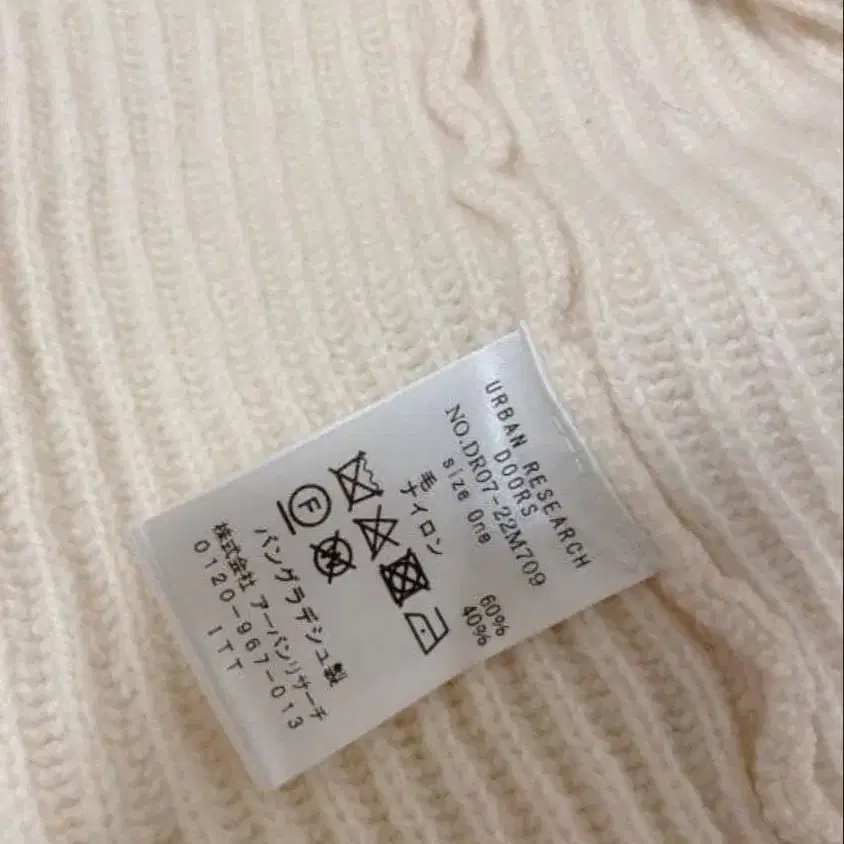 URBAN RESEARCH
DOORS
NO.DR07-22M709
size One
毛 60%
ナイロン 40%
F
W
バングラデシュ製
株式会社 アーバンリサーチ
0120-967-013
ITT